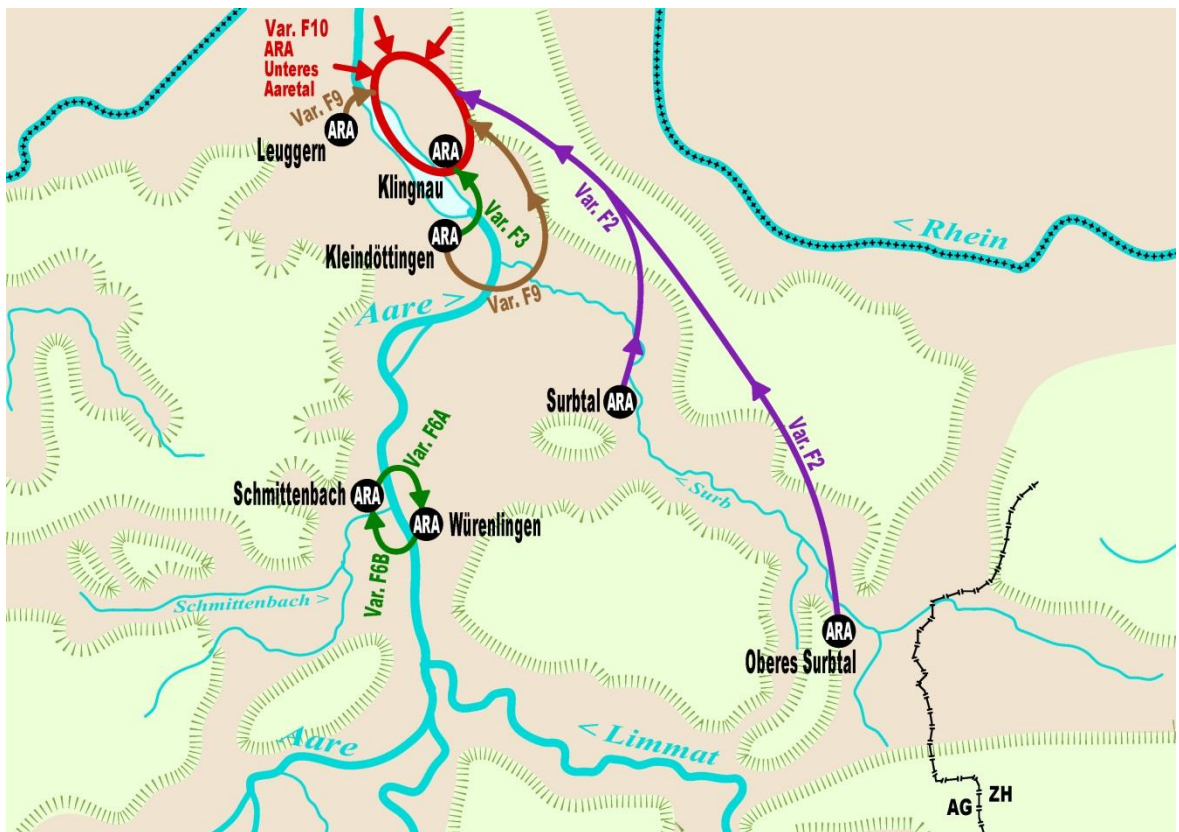 Var. F10
ARA
Unteres
Aaretal
Var. F9
ARA
Leuggern
ARA
Klingnau
Var. F3
ARA
Kleindöttingen
Var. F9
Var. F2
< Rhein
Aare >
Surbtal
ARA
Var. F6A
Var. F2
Schmittenbach
ARA
< Surb
ARA
Würenlingen
Var. F6B
Schmittenbach >
ARA
Oberes Surbtal
Aare
< Limmat
AG
ZH